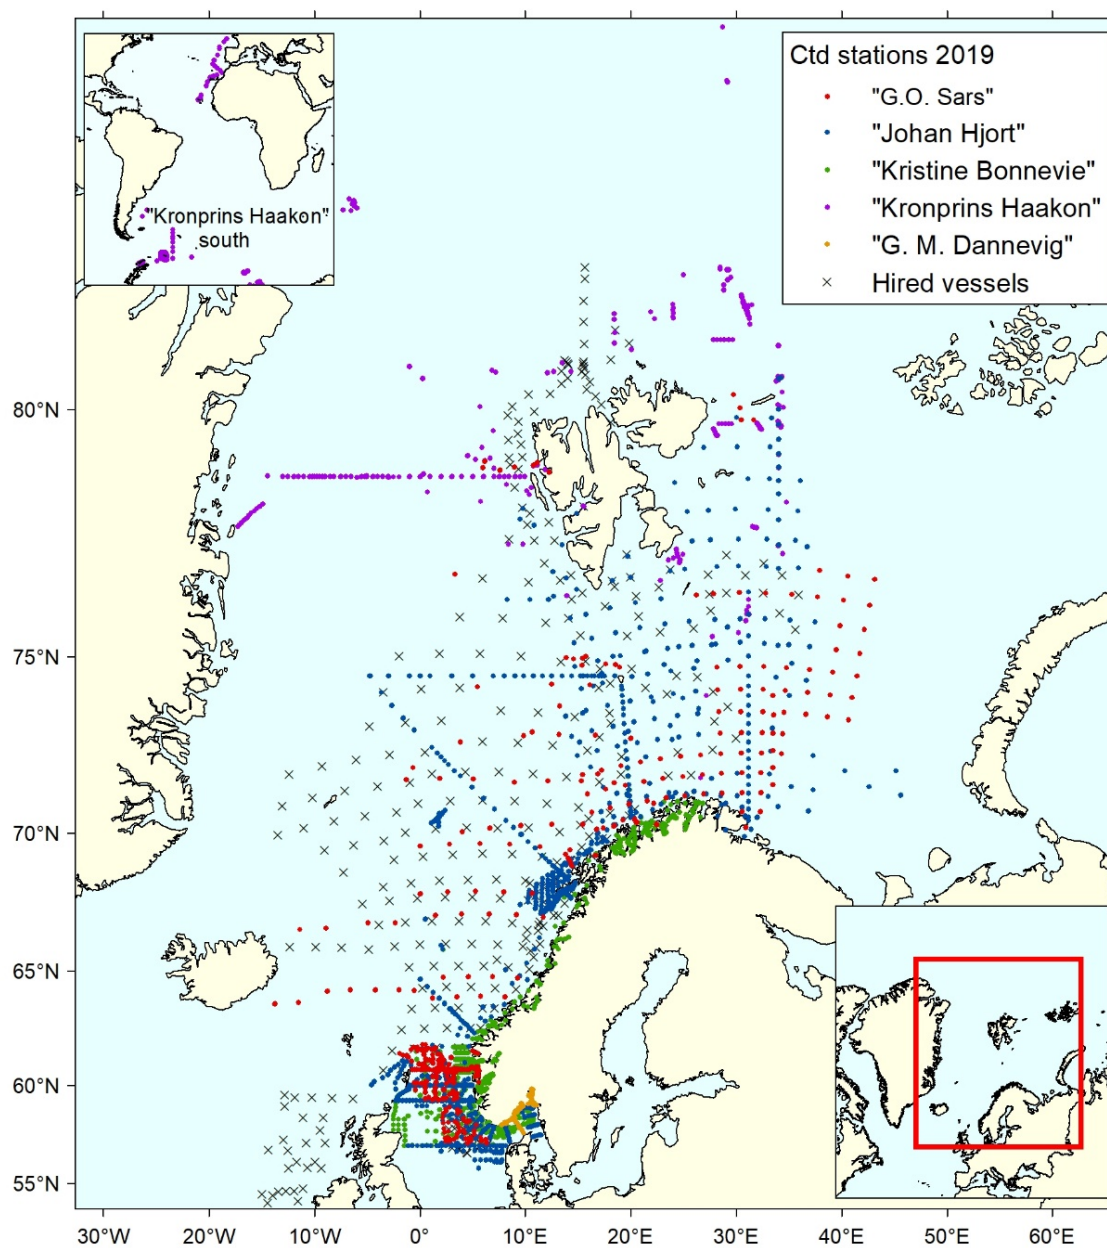 Ctd stations 2019
"G.O. Sars"
"Johan Hjort"
"Kristine Bonnevie"
"Kronprins Haakon"
"G. M. Dannevig"
Hired vessels
"Kronprins Haakon"
south
80°N
75°N
70°N
65°N
60°N
55°N
30°W
20°W
10°W
0°
10°E
20°E
30°E
40°E
50°E
60°E